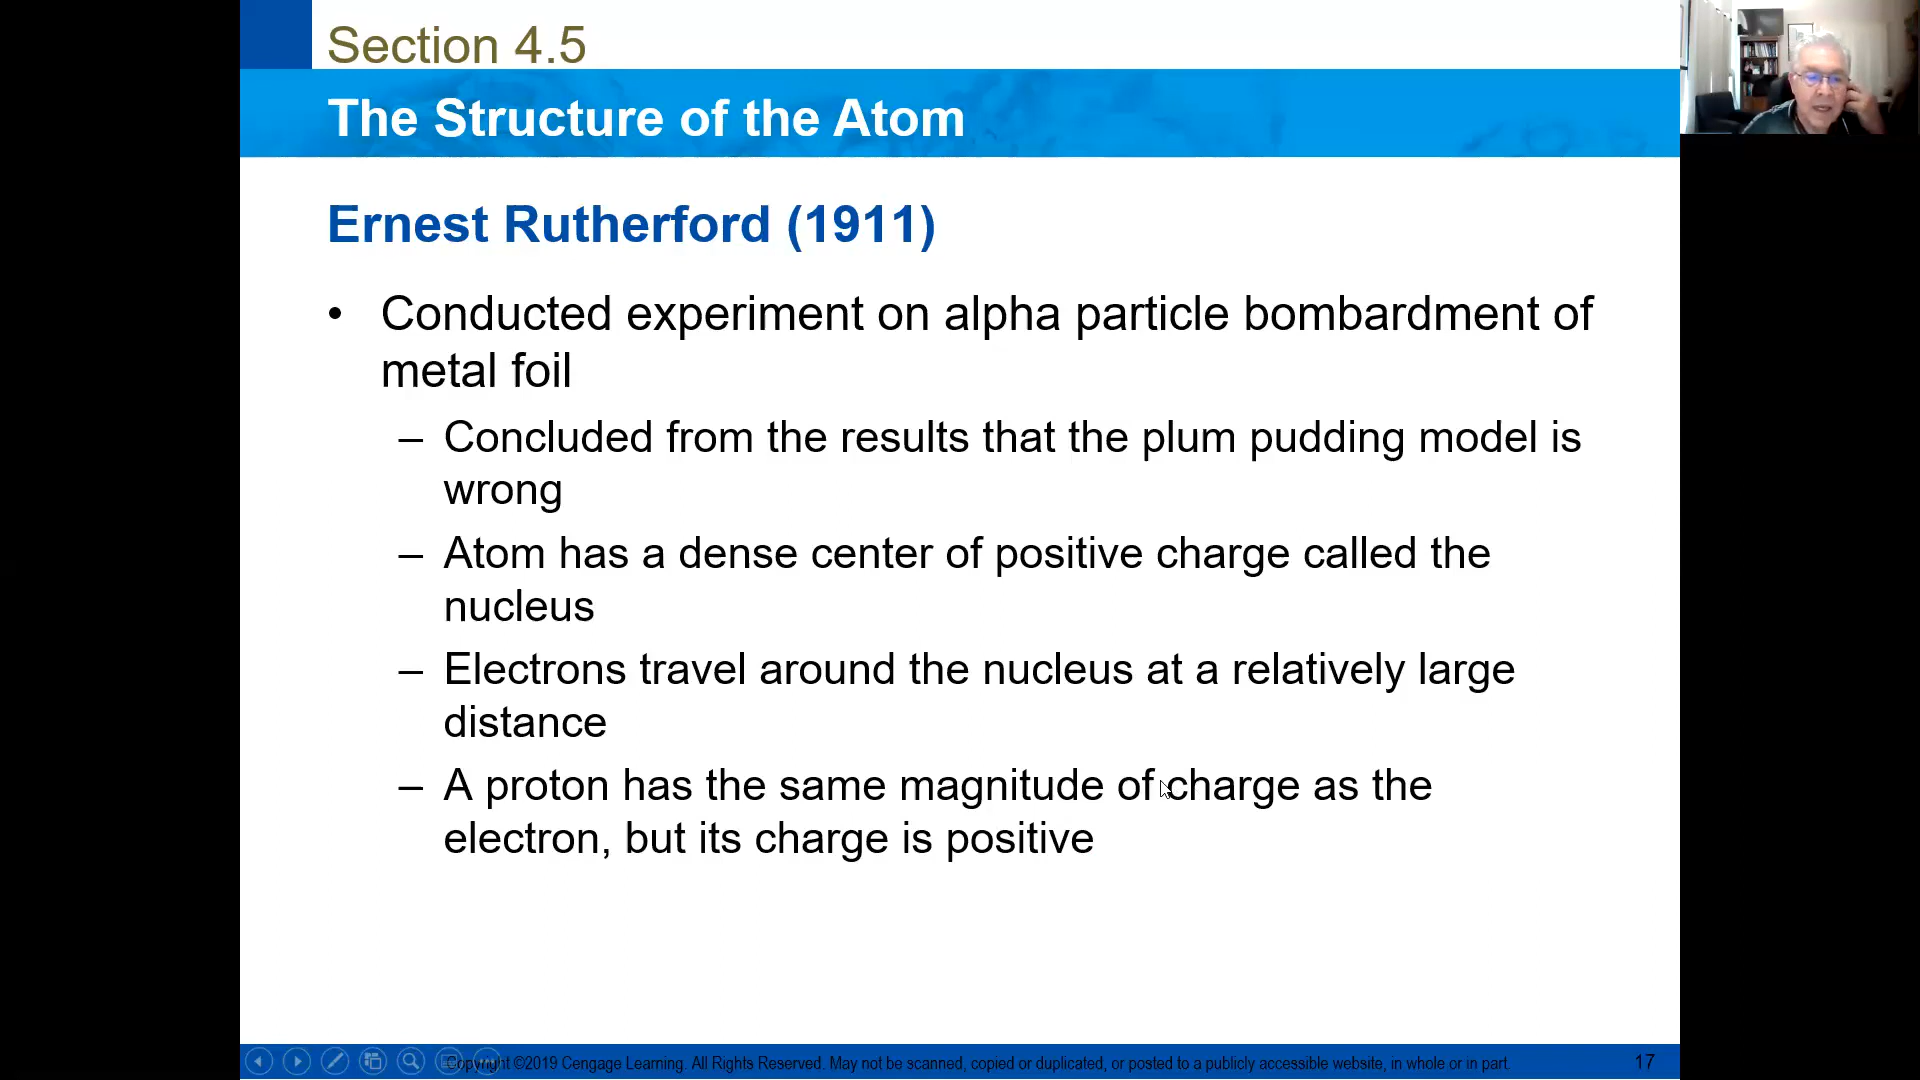 Section 4.5
The Structure of the Atom
Ernest Rutherford (1911)
• Conducted experiment on alpha particle bombardment of
metal foil
– Concluded from the results that the plum pudding model is
wrong
– Atom has a dense center of positive charge called the
nucleus
– Electrons travel around the nucleus at a relatively large
distance
– A proton has the same magnitude of charge as the
electron, but its charge is positive
Copyright ©2019 Cengage Learning. All Rights Reserved. May not be scanned, copied or duplicated, or posted to a publicly accessible website, in whole or in part.
17